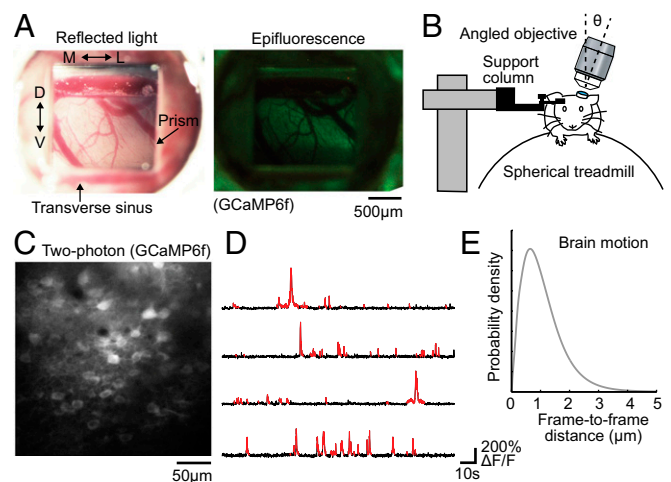 A
Reflected light
M L
D
V
Prism
Transverse sinus
Epifluorescence
(GCaMP6f)
500µm
B
Angled objective
θ
Support
column
Spherical treadmill
C
Two-photon (GCaMP6f)
50µm
D
200%
ΔF/F
10s
E
Brain motion
Probability density
0 1 2 3 4 5
Frame-to-frame
distance (µm)